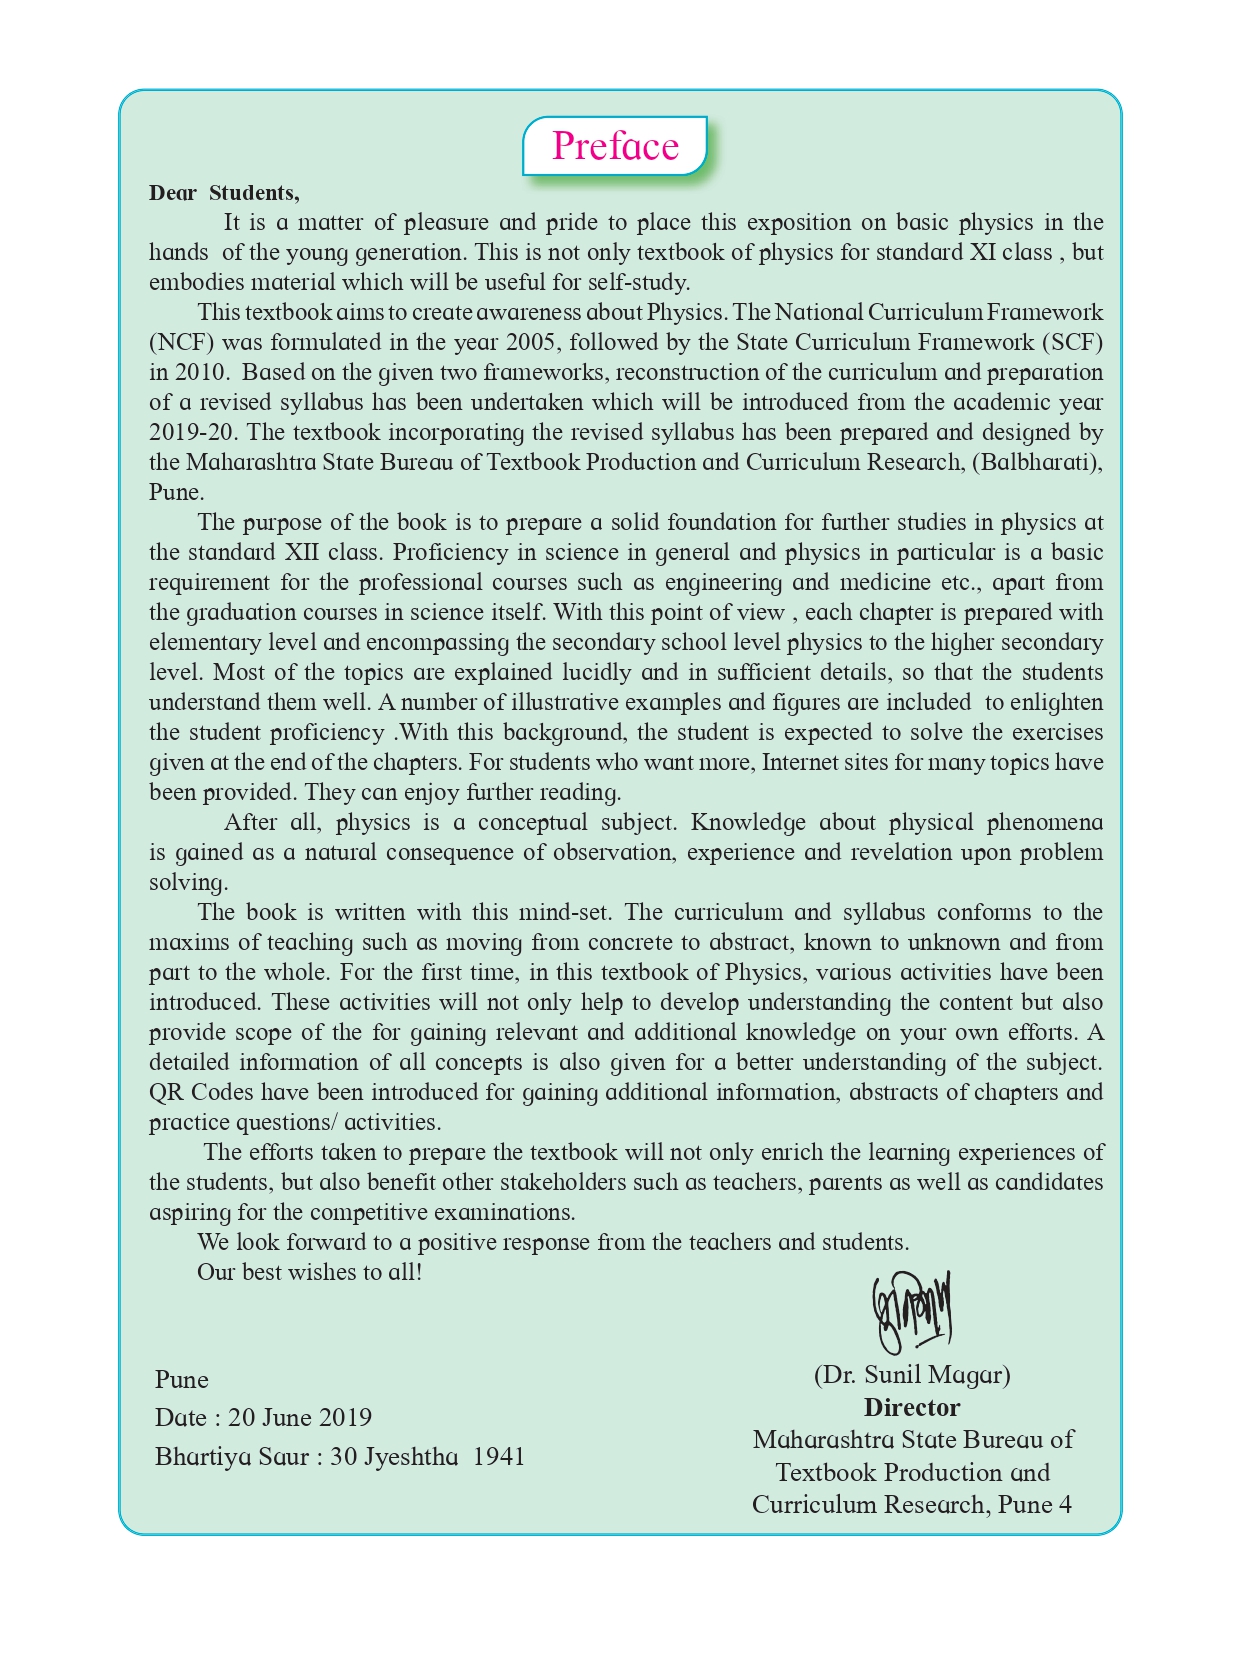 Preface
Dear Students,
It is a matter of pleasure and pride to place this exposition on basic physics in the
hands of the young generation. This is not only textbook of physics for standard XI class , but
embodies material which will be useful for self-study.
This textbook aims to create awareness about Physics. The National Curriculum Framework
(NCF) was formulated in the year 2005, followed by the State Curriculum Framework (SCF)
in 2010. Based on the given two frameworks, reconstruction of the curriculum and preparation
of a revised syllabus has been undertaken which will be introduced from the academic year
2019-20. The textbook incorporating the revised syllabus has been prepared and designed by
the Maharashtra State Bureau of Textbook Production and Curriculum Research, (Balbharati),
Pune.
The purpose of the book is to prepare a solid foundation for further studies in physics at
the standard XII class. Proficiency in science in general and physics in particular is a basic
requirement for the professional courses such as engineering and medicine etc., apart from
the graduation courses in science itself. With this point of view , each chapter is prepared with
elementary level and encompassing the secondary school level physics to the higher secondary
level. Most of the topics are explained lucidly and in sufficient details, so that the students
understand them well. A number of illustrative examples and figures are included to enlighten
the student proficiency .With this background, the student is expected to solve the exercises
given at the end of the chapters. For students who want more, Internet sites for many topics have
been provided. They can enjoy further reading.
After all, physics is a conceptual subject. Knowledge about physical phenomena
is gained as a natural consequence of observation, experience and revelation upon problem
solving.
The book is written with this mind-set. The curriculum and syllabus conforms to the
maxims of teaching such as moving from concrete to abstract, known to unknown and from
part to the whole. For the first time, in this textbook of Physics, various activities have been
introduced. These activities will not only help to develop understanding the content but also
provide scope of the for gaining relevant and additional knowledge on your own efforts. A
detailed information of all concepts is also given for a better understanding of the subject.
QR Codes have been introduced for gaining additional information, abstracts of chapters and
practice questions/ activities.
The efforts taken to prepare the textbook will not only enrich the learning experiences of
the students, but also benefit other stakeholders such as teachers, parents as well as candidates
aspiring for the competitive examinations.
We look forward to a positive response from the teachers and students.
Our best wishes to all!
Pune
Date : 20 June 2019
Bhartiya Saur : 30 Jyeshtha 1941
(Dr. Sunil Magar)
Director
Maharashtra State Bureau of
Textbook Production and
Curriculum Research, Pune 4